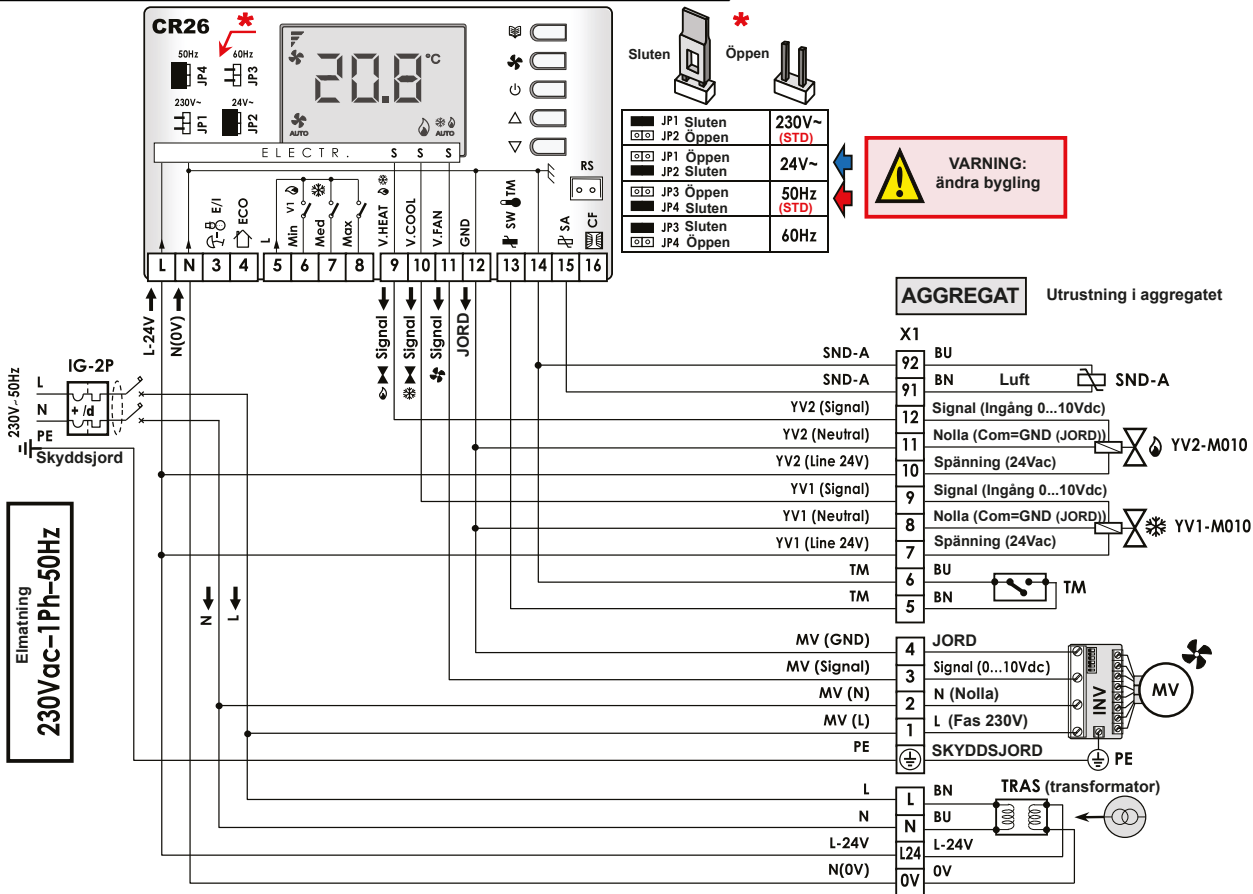 CR26
*
50Hz
JP4
60Hz
JP3
230V~
JP1
24V~
JP2
20.8 °C
AUTO
AUTO
ELECTR. S S S
E/I
ECO
L
Min V1
Med
Max
V.HEAT
V.COOL
V.FAN
GND
SW TM
SA
RS
CF
L N 3 4 5 6 7 8 9 10 11 12 13 14 15 16
*
Sluten
Öppen
JP1 Sluten
JP2 Öppen
230V~
(STD)
JP1 Öppen
JP2 Sluten
24V~
JP3 Öppen
JP4 Sluten
50Hz
(STD)
JP3 Sluten
JP4 Öppen
60Hz
VARNING:
ändra bygling
L-24V
N(0V)
Signal
Signal
Signal
JORD
IG-2P
230V~50Hz
L
N
PE
+ /d
Skyddsjord
Elmatning
230Vac–1Ph–50Hz
N
L
AGGREGAT
Utrustning i aggregatet
X1
SND-A 92 BU
SND-A 91 BN Luft SND-A
YV2 (Signal) 12 Signal (Ingång 0...10Vdc)
YV2 (Neutral) 11 Nolla (Com=GND (JORD)) YV2-M010
YV2 (Line 24V) 10 Spänning (24Vac)
YV1 (Signal) 9 Signal (Ingång 0...10Vdc)
YV1 (Neutral) 8 Nolla (Com=GND (JORD)) YV1-M010
YV1 (Line 24V) 7 Spänning (24Vac)
TM 6 BU
TM 5 BN TM
MV (GND) 4 JORD
MV (Signal) 3 Signal (0...10Vdc)
MV (N) 2 N (Nolla)
MV (L) 1 L (Fas 230V)
INV
MV
PE SKYDDSJORD PE
TRAS (transformator)
L L BN
N N BU
L-24V L24 L-24V
N(0V) 0V 0V